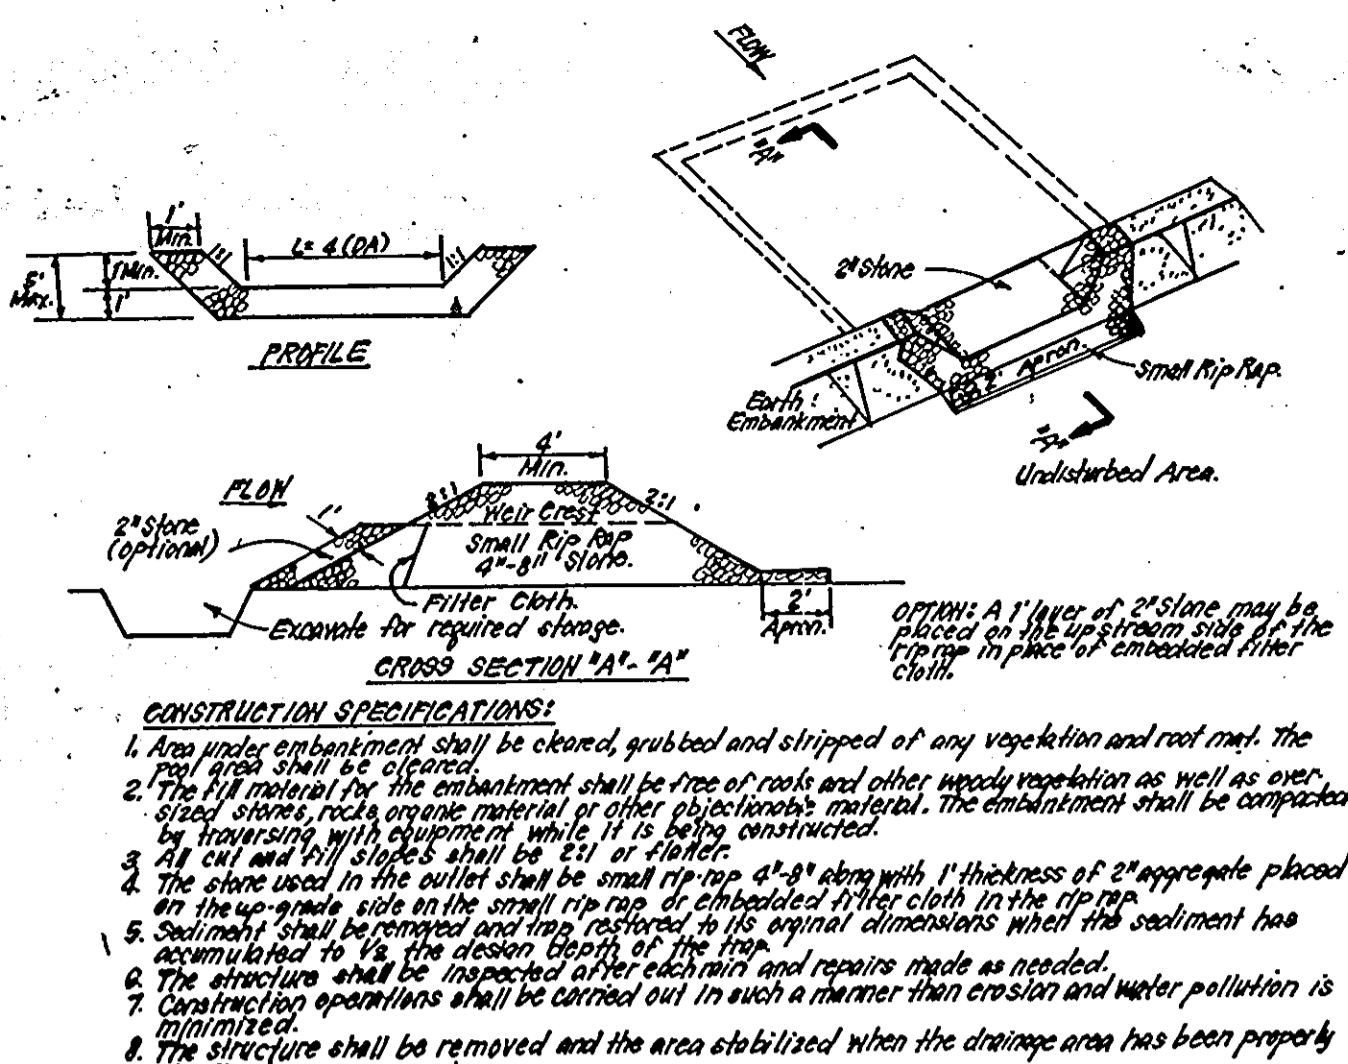 FLOW
"A"
1'
Min.
1:1
L= 4 (DA)
1:1
5'
Max.
1'Min.
1'
PROFILE
2" Stone
2' Apron.
Small Rip Rap.
Earth
Embankment
"A"
Undisturbed Area.
4'
Min.
FLOW
2:1
2:1
1'
2" Stone
(optional)
Weir Crest
Small Rip Rap
4"-8" Stone.
Filter Cloth.
Excavate for required storage.
2'
Apron.
CROSS SECTION "A"-"A"
OPTION: A 1' layer of 2" Stone may be
placed on the upstream side of the
rip rap in place of embedded filter
cloth.
CONSTRUCTION SPECIFICATIONS:
1. Area under embankment shall be cleared, grubbed and stripped of any vegetation and root mat. The
pool area shall be cleared.
2. The fill material for the embankment shall be free of roots and other woody vegetation as well as over-
sized stones, rocks, organic material or other objectionable material. The embankment shall be compacted
by traversing with equipment while it is being constructed.
3. All cut and fill slopes shall be 2:1 or flatter.
4. The stone used in the outlet shall be small rip-rap 4"-8" along with 1' thickness of 2" aggregate placed
on the up-grade side on the small rip rap or embedded filter cloth in the rip rap.
5. Sediment shall be removed and trap restored to its orginal dimensions when the sediment has
accumulated to 1/2 the design depth of the trap.
6. The structure shall be inspected after each rain and repairs made as needed.
7. Construction operations shall be carried out in such a manner than erosion and water pollution is
minimized.
8. The structure shall be removed and the area stabilized when the drainage area has been properly